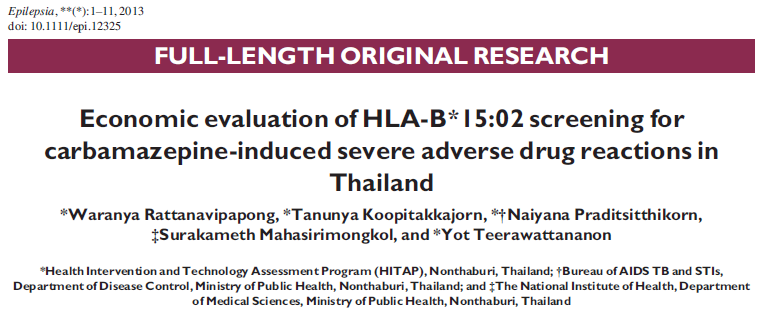 Epilepsia, **(*):1–11, 2013
doi: 10.1111/epi.12325
FULL-LENGTH ORIGINAL RESEARCH
Economic evaluation of HLA-B*15:02 screening for
carbamazepine-induced severe adverse drug reactions in
Thailand
*Waranya Rattanavipapong, *Tanunya Koopitakkajorn, *†Naiyana Praditsitthikorn,
‡Surakameth Mahasirimongkol, and *Yot Teerawattananon
*Health Intervention and Technology Assessment Program (HITAP), Nonthaburi, Thailand; †Bureau of AIDS TB and STIs,
Department of Disease Control, Ministry of Public Health, Nonthaburi, Thailand; and ‡The National Institute of Health, Department
of Medical Sciences, Ministry of Public Health, Nonthaburi, Thailand